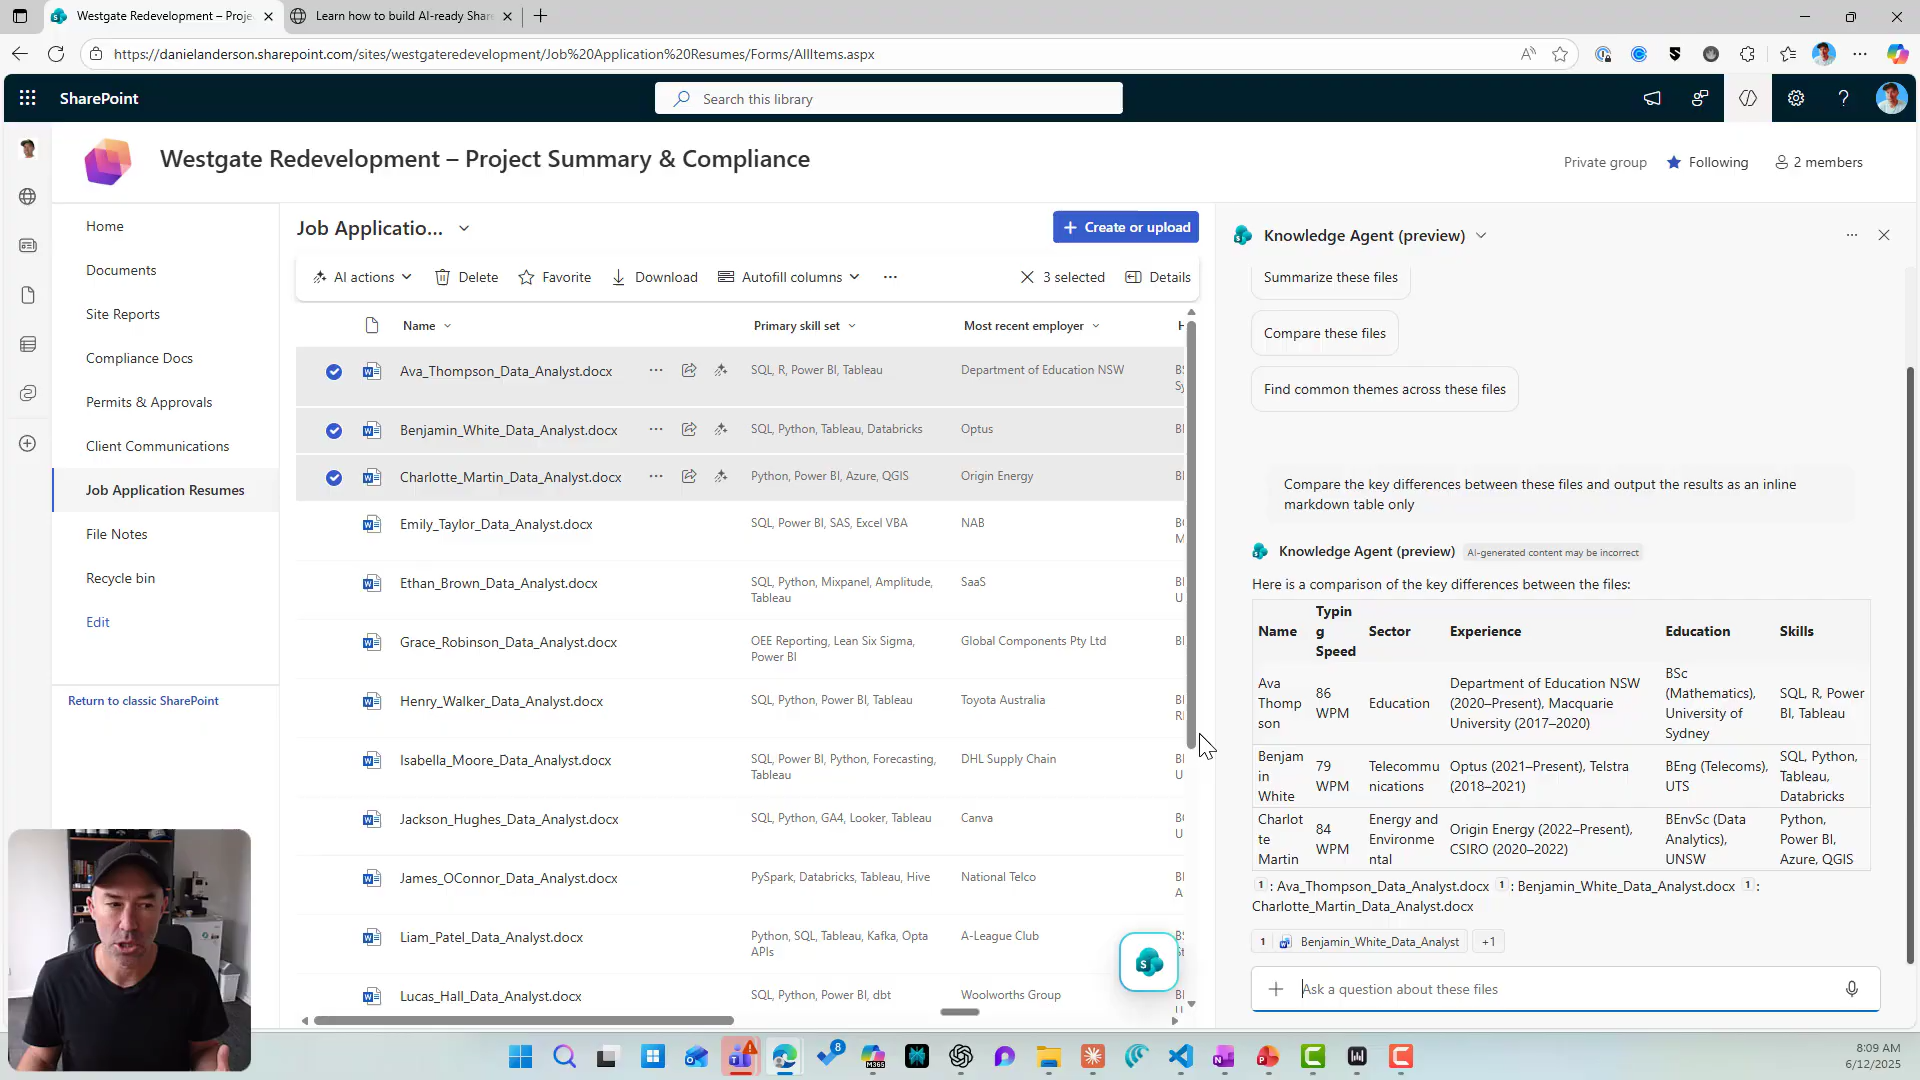 Westgate Redevelopment – Proje
Learn how to build AI-ready Shar
https://danielanderson.sharepoint.com/sites/westgateredevelopment/Job%20Application%20Resumes/Forms/AllItems.aspx
SharePoint
Search this library
Westgate Redevelopment – Project Summary & Compliance
Private group
Following
2 members
Home
Documents
Site Reports
Compliance Docs
Permits & Approvals
Client Communications
Job Application Resumes
File Notes
Recycle bin
Edit
Return to classic SharePoint
Job Applicatio...
Create or upload
AI actions
Delete
Favorite
Download
Autofill columns
3 selected
Details
Name
Primary skill set
Most recent employer
Ava_Thompson_Data_Analyst.docx
SQL, R, Power BI, Tableau
Department of Education NSW
Benjamin_White_Data_Analyst.docx
SQL, Python, Tableau, Databricks
Optus
Charlotte_Martin_Data_Analyst.docx
Python, Power BI, Azure, QGIS
Origin Energy
Emily_Taylor_Data_Analyst.docx
SQL, Power BI, SAS, Excel VBA
NAB
Ethan_Brown_Data_Analyst.docx
SQL, Python, Mixpanel, Amplitude,
Tableau
SaaS
Grace_Robinson_Data_Analyst.docx
OEE Reporting, Lean Six Sigma,
Power BI
Global Components Pty Ltd
Henry_Walker_Data_Analyst.docx
SQL, Python, Power BI, Tableau
Toyota Australia
Isabella_Moore_Data_Analyst.docx
SQL, Power BI, Python, Forecasting,
Tableau
DHL Supply Chain
Jackson_Hughes_Data_Analyst.docx
SQL, Python, GA4, Looker, Tableau
Canva
James_OConnor_Data_Analyst.docx
PySpark, Databricks, Tableau, Hive
National Telco
Liam_Patel_Data_Analyst.docx
Python, SQL, Tableau, Kafka, Opta
APIs
A-League Club
Lucas_Hall_Data_Analyst.docx
SQL, Python, Power BI, dbt
Woolworths Group
Knowledge Agent (preview)
Summarize these files
Compare these files
Find common themes across these files
Compare the key differences between these files and output the results as an inline
markdown table only
Knowledge Agent (preview)
AI-generated content may be incorrect
Here is a comparison of the key differences between the files:
Name
Typin
g
Speed
Sector
Experience
Education
Skills
Ava
Thomp
son
86
WPM
Education
Department of Education NSW
(2020–Present), Macquarie
University (2017–2020)
BSc
(Mathematics),
University of
Sydney
SQL, R, Power
BI, Tableau
Benjam
in
White
79
WPM
Telecommu
nications
Optus (2021–Present), Telstra
(2018–2021)
BEng (Telecoms),
UTS
SQL, Python,
Tableau,
Databricks
Charlot
te
Martin
84
WPM
Energy and
Environme
ntal
Origin Energy (2022–Present),
CSIRO (2020–2022)
BEnvSc (Data
Analytics),
UNSW
Python,
Power BI,
Azure, QGIS
1 : Ava_Thompson_Data_Analyst.docx 1 : Benjamin_White_Data_Analyst.docx 1 :
Charlotte_Martin_Data_Analyst.docx
1 Benjamin_White_Data_Analyst
+1
Ask a question about these files
8
M365
8:09 AM
6/12/2025